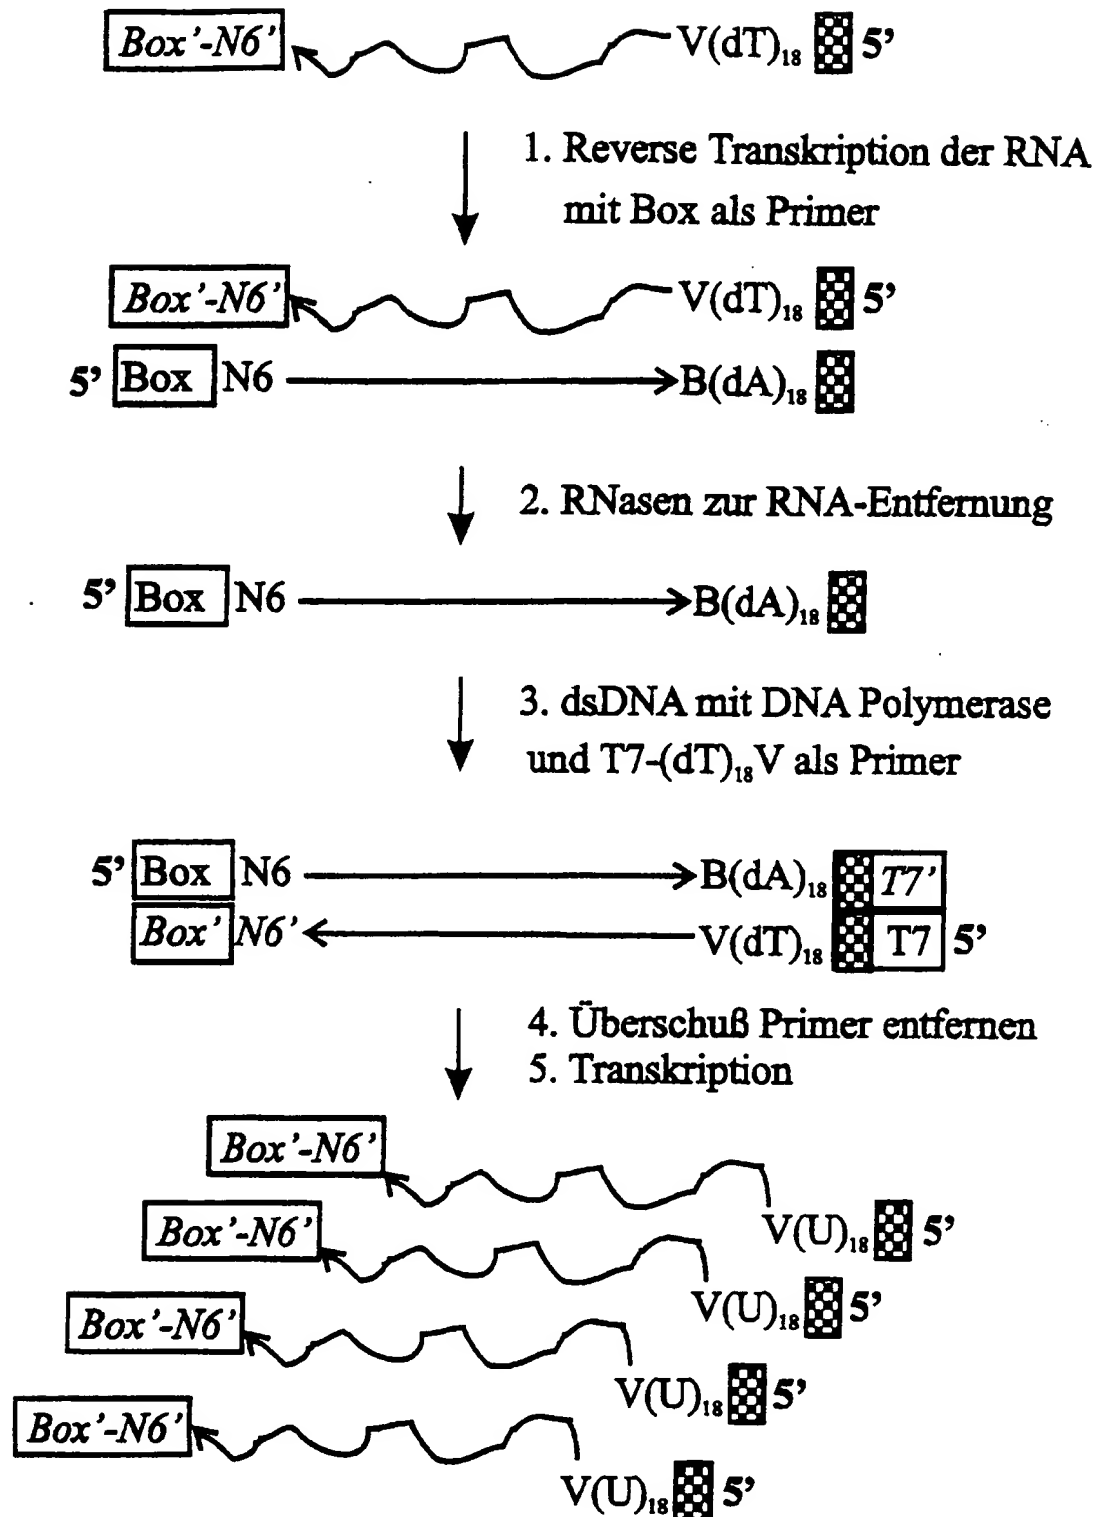 Box'-N6' V(dT)₁₈ 5'
1. Reverse Transkription der RNA
mit Box als Primer
Box'-N6' V(dT)₁₈ 5'
5' Box N6 B(dA)₁₈
2. RNasen zur RNA-Entfernung
5' Box N6 B(dA)₁₈
3. dsDNA mit DNA Polymerase
und T7-(dT)₁₈V als Primer
5' Box N6 B(dA)₁₈ T7'
Box' N6' V(dT)₁₈ T7 5'
4. Überschuß Primer entfernen
5. Transkription
Box'-N6' V(U)₁₈ 5'
Box'-N6' V(U)₁₈ 5'
Box'-N6' V(U)₁₈ 5'
Box'-N6' V(U)₁₈ 5'